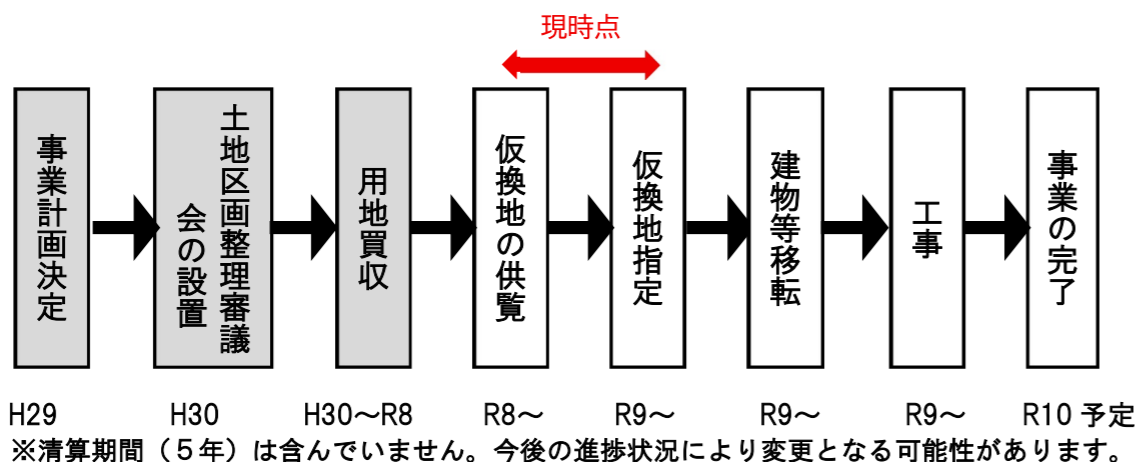 現時点
事業計画決定
土地区画整理審議
会の設置
用地買収
仮換地の供覧
仮換地指定
建物等移転
工事
事業の完了
H29
H30
H30～R8
R8～
R9～
R9～
R9～
R10 予定
※清算期間（５年）は含んでいません。今後の進捗状況により変更となる可能性があります。